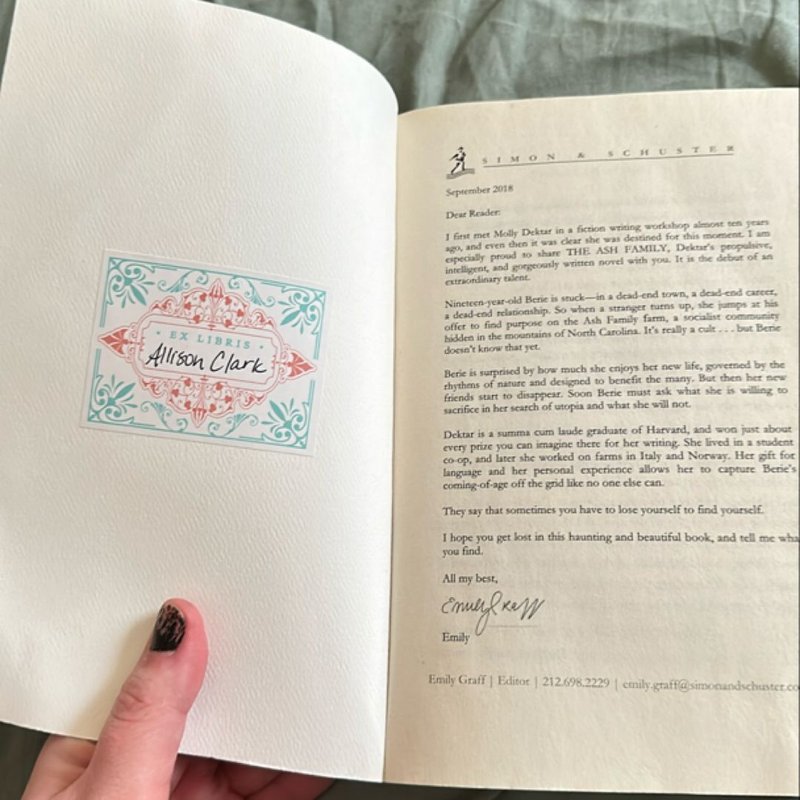 EX LIBRIS
Allison Clark
SIMON & SCHUSTER
September 2018
Dear Reader:
I first met Molly Dektar in a fiction writing workshop almost ten years
ago, and even then it was clear she was destined for this moment. I am
especially proud to share THE ASH FAMILY, Dektar's propulsive,
intelligent, and gorgeously written novel with you. It is the debut of an
extraordinary talent.
Nineteen-year-old Berie is stuck—in a dead-end town, a dead-end career,
a dead-end relationship. So when a stranger turns up, she jumps at his
offer to find purpose on the Ash Family farm, a socialist community
hidden in the mountains of North Carolina. It's really a cult . . . but Berie
doesn't know that yet.
Berie is surprised by how much she enjoys her new life, governed by the
rhythms of nature and designed to benefit the many. But then her new
friends start to disappear. Soon Berie must ask what she is willing to
sacrifice in her search of utopia and what she will not.
Dektar is a summa cum laude graduate of Harvard, and won just about
every prize you can imagine there for her writing. She lived in a student
co-op, and later she worked on farms in Italy and Norway. Her gift for
language and her personal experience allows her to capture Berie's
coming-of-age off the grid like no one else can.
They say that sometimes you have to lose yourself to find yourself.
I hope you get lost in this haunting and beautiful book, and tell me wha
you find.
All my best,
Emily Graff
Emily
Emily Graff | Editor | 212.698.2229 | emily.graff@simonandschuster.co